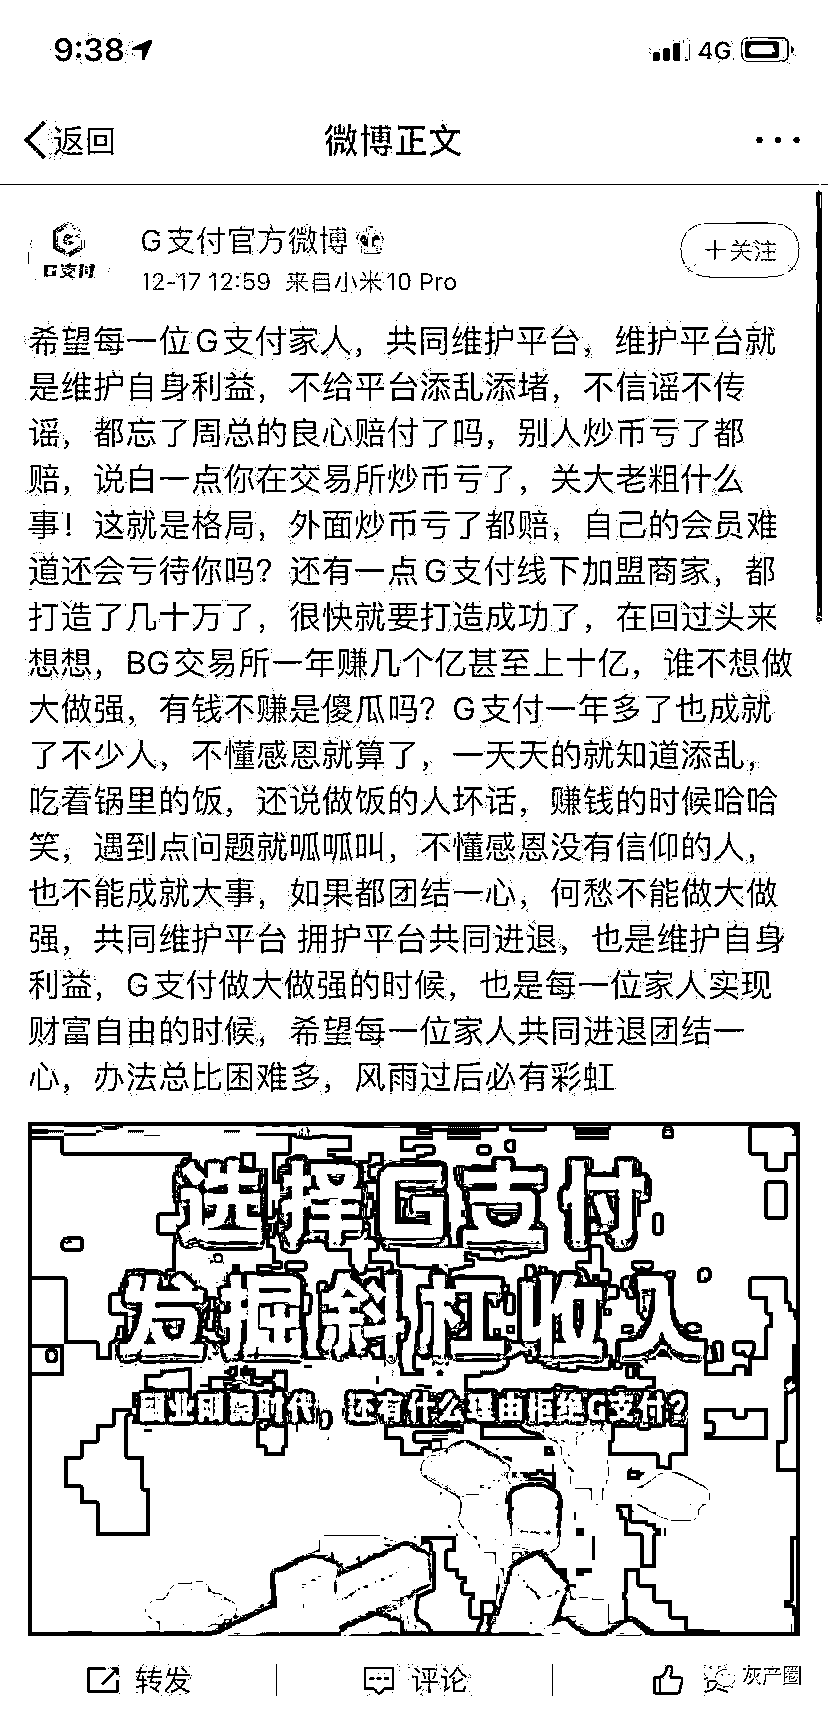 9:38
4G
返回
微博正文
G支付
G支付官方微博
12-17 12:59 来自小米10 Pro
+关注
希望每一位G支付家人，共同维护平台，维护平台就
是维护自身利益，不给平台添乱添堵，不信谣不传
谣，都忘了周总的良心赔付了吗，别人炒币亏了都
赔，说白一点你在交易所炒币亏了，关大老粗什么
事！这就是格局，外面炒币亏了都赔，自己的会员难
道还会亏待你吗？还有一点G支付线下加盟商家，都
打造了几十万了，很快就要打造成功了，在回过头来
想想，BG交易所一年赚几个亿甚至上十亿，谁不想做
大做强，有钱不赚是傻瓜吗？G支付一年多了也成就
了不少人，不懂感恩就算了，一天天的就知道添乱，
吃着锅里的饭，还说做饭的人坏话，赚钱的时候哈哈
笑，遇到点问题就呱呱叫，不懂感恩没有信仰的人，
也不能成就大事，如果都团结一心，何愁不能做大做
强，共同维护平台 拥护平台共同进退，也是维护自身
利益，G支付做大做强的时候，也是每一位家人实现
财富自由的时候，希望每一位家人共同进退团结一
心，办法总比困难多，风雨过后必有彩虹
选择G支付
发掘斜杠收入
副业刚需时代，还有什么理由拒绝G支付？
转发
评论
灰产圈